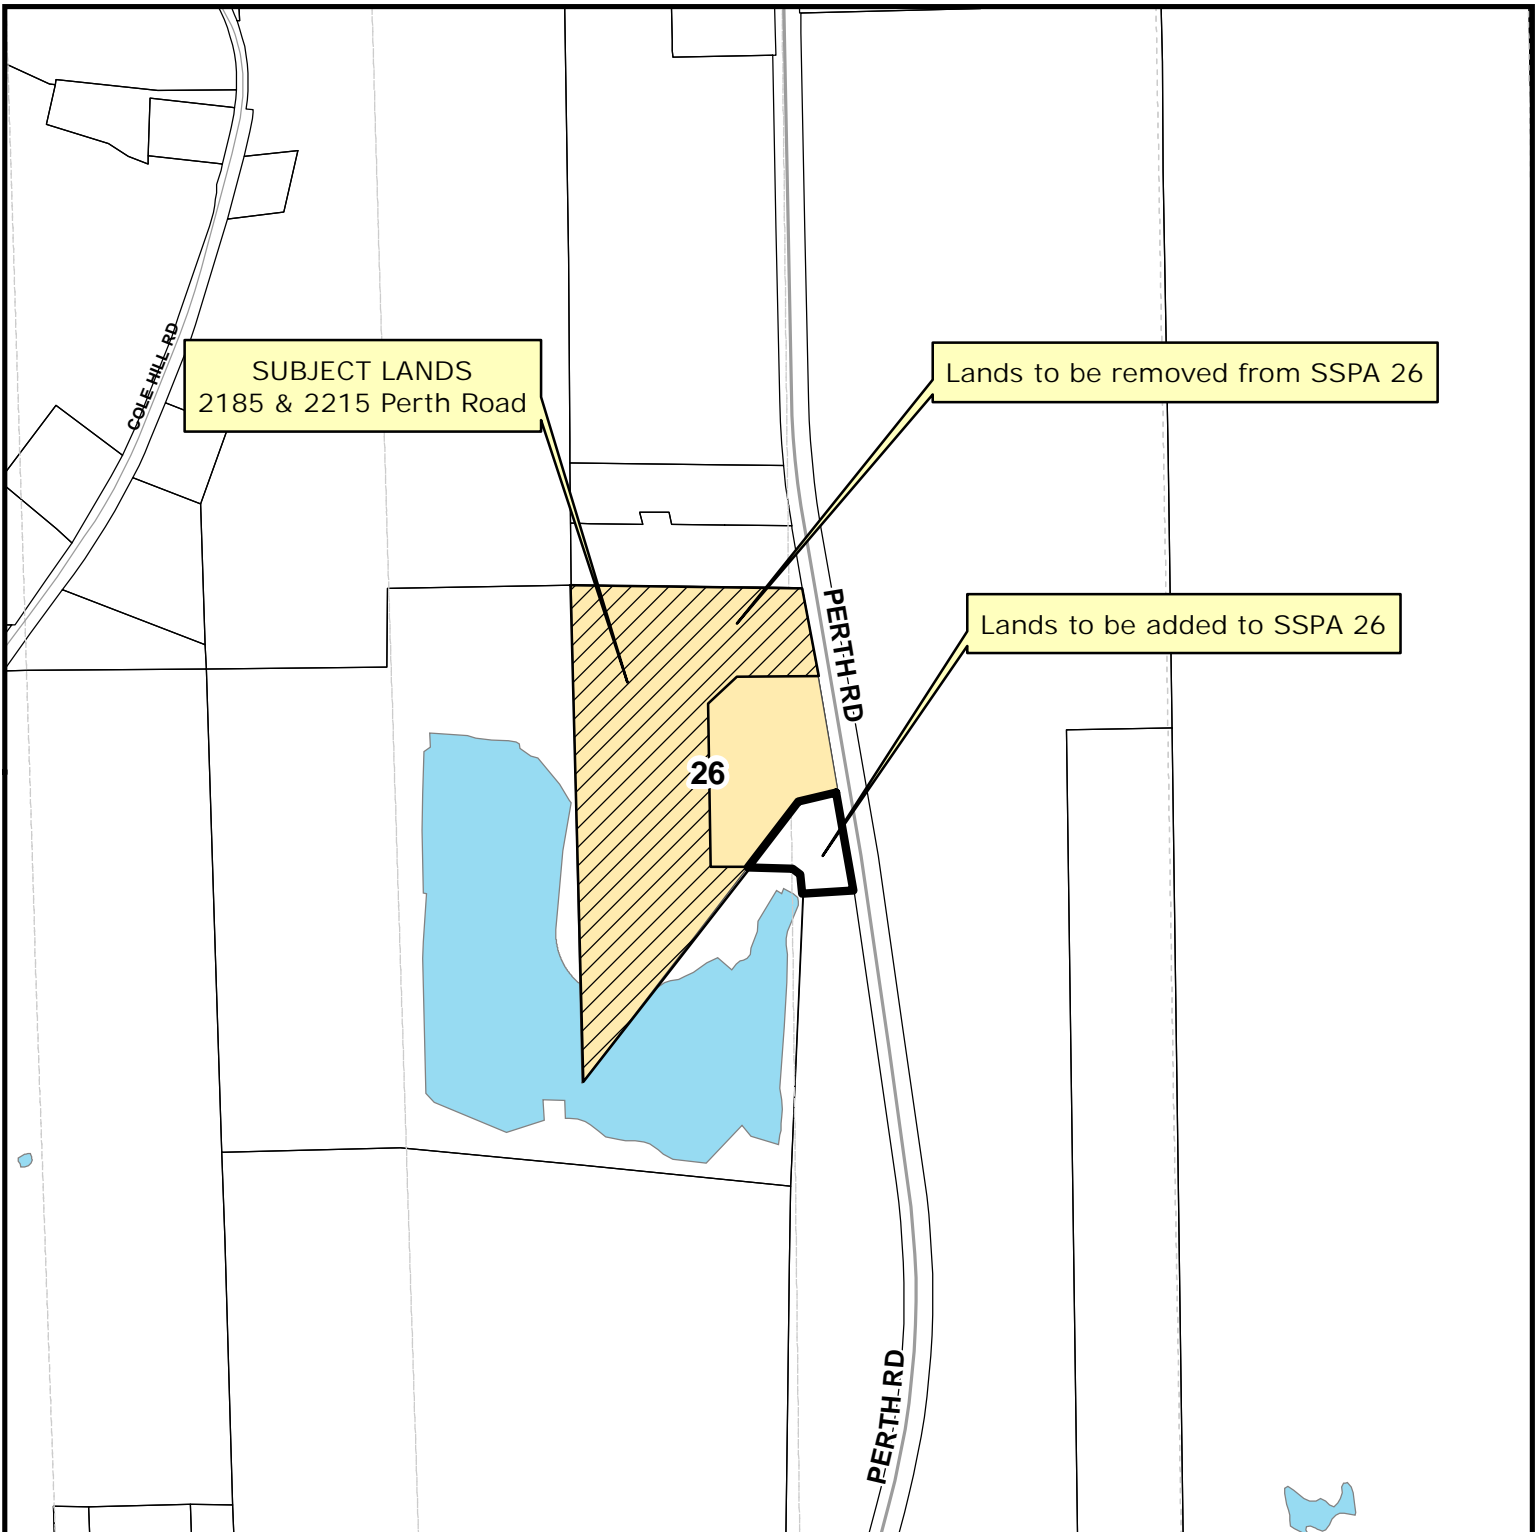 COLE HILL RD
SUBJECT LANDS
2185 & 2215 Perth Road
Lands to be removed from SSPA 26
PERTH RD
Lands to be added to SSPA 26
26
PERTH RD